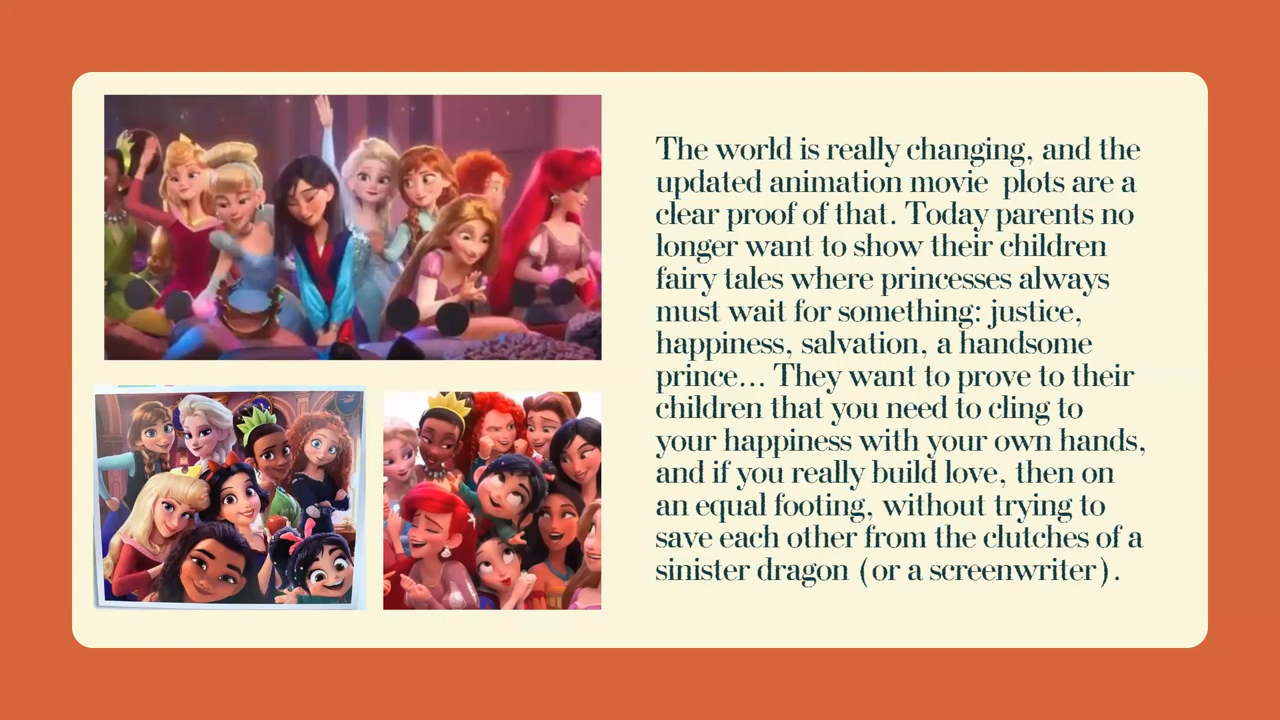 The world is really changing, and the
updated animation movie  plots are a
clear proof of that. Today parents no
longer want to show their children
fairy tales where princesses always
must wait for something: justice,
happiness, salvation, a handsome
prince... They want to prove to their
children that you need to cling to
your happiness with your own hands,
and if you really build love, then on
an equal footing, without trying to
save each other from the clutches of a
sinister dragon (or a screenwriter).